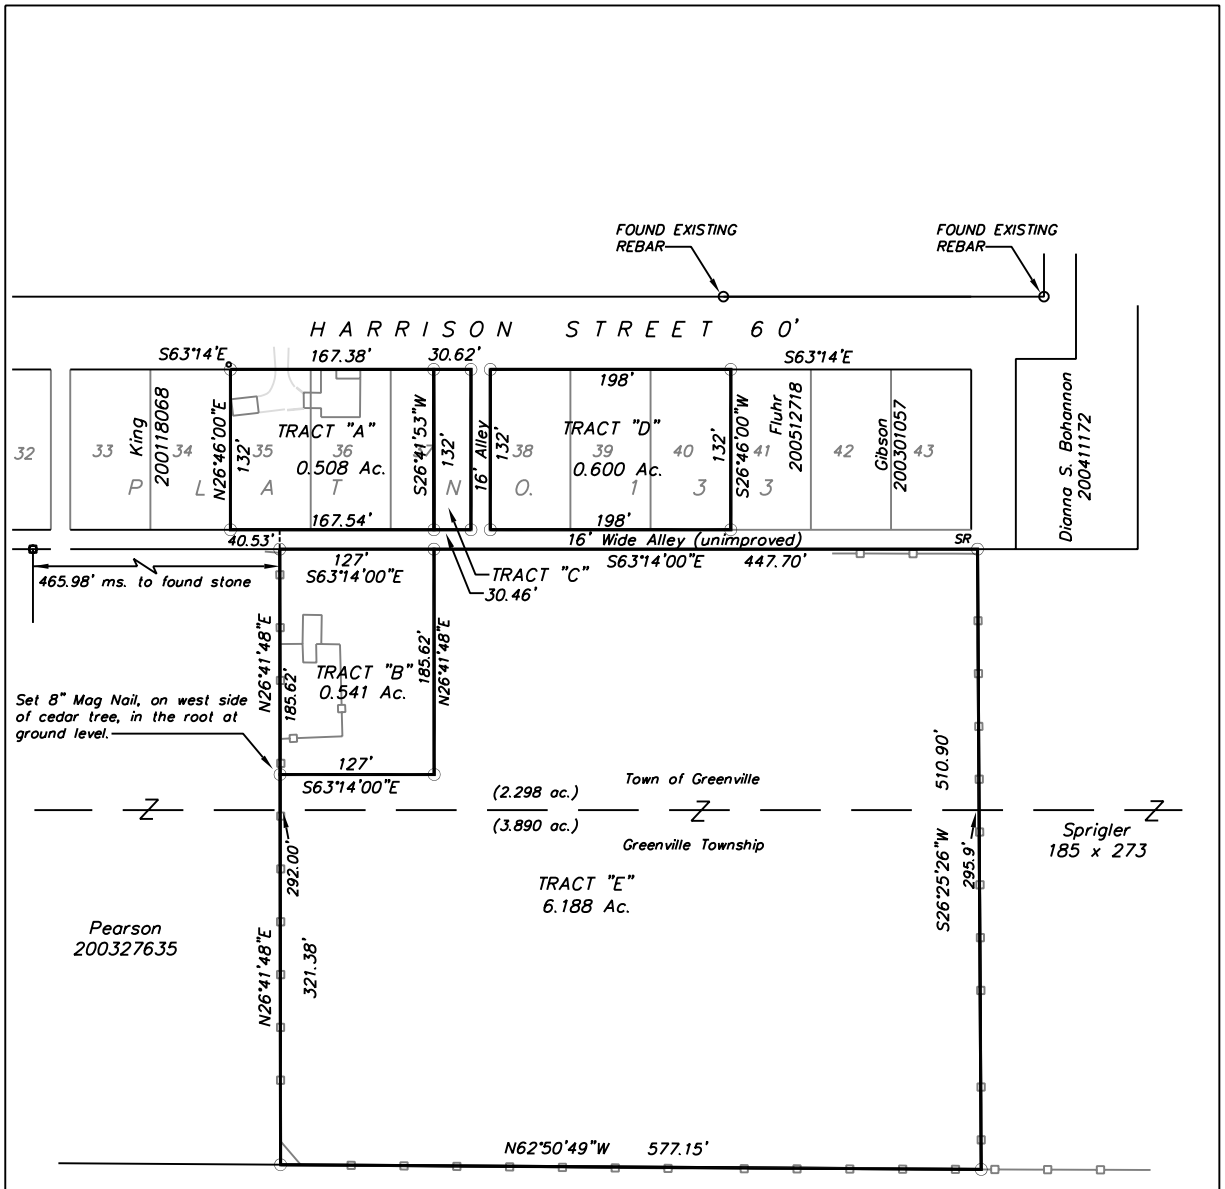 FOUND EXISTING
REBAR
FOUND EXISTING
REBAR
HARRISON STREET 60'
S63°14'E
167.38'
30.62'
S63°14'E
198'
32
33
King
200118068
34
N26°46'00"E
132'
35
TRACT "A"
0.508 Ac.
36
S26°41'53"W
132'
16' Alley
132'
38
TRACT "D"
0.600 Ac.
39
40
132'
S26°46'00"W
41
Fluhr
200512718
42
Gibson
200301057
43
Dianna S. Bohannon
200411172
PLAT NO. 133
167.54'
198'
40.53'
16' Wide Alley (unimproved)
SR
127'
S63°14'00"E
S63°14'00"E 447.70'
465.98' ms. to found stone
TRACT "C"
30.46'
N26°41'48"E
185.62'
TRACT "B"
0.541 Ac.
185.62'
N26°41'48"E
Set 8" Mag Nail, on west side
of cedar tree, in the root at
ground level.
127'
S63°14'00"E
510.90'
Town of Greenville
(2.298 ac.)
Z
Z
Z
(3.890 ac.)
Greenville Township
Sprigler
185 x 273
292.00'
S26°25'26"W
295.9'
TRACT "E"
6.188 Ac.
Pearson
200327635
N26°41'48"E
321.38'
N62°50'49"W 577.15'